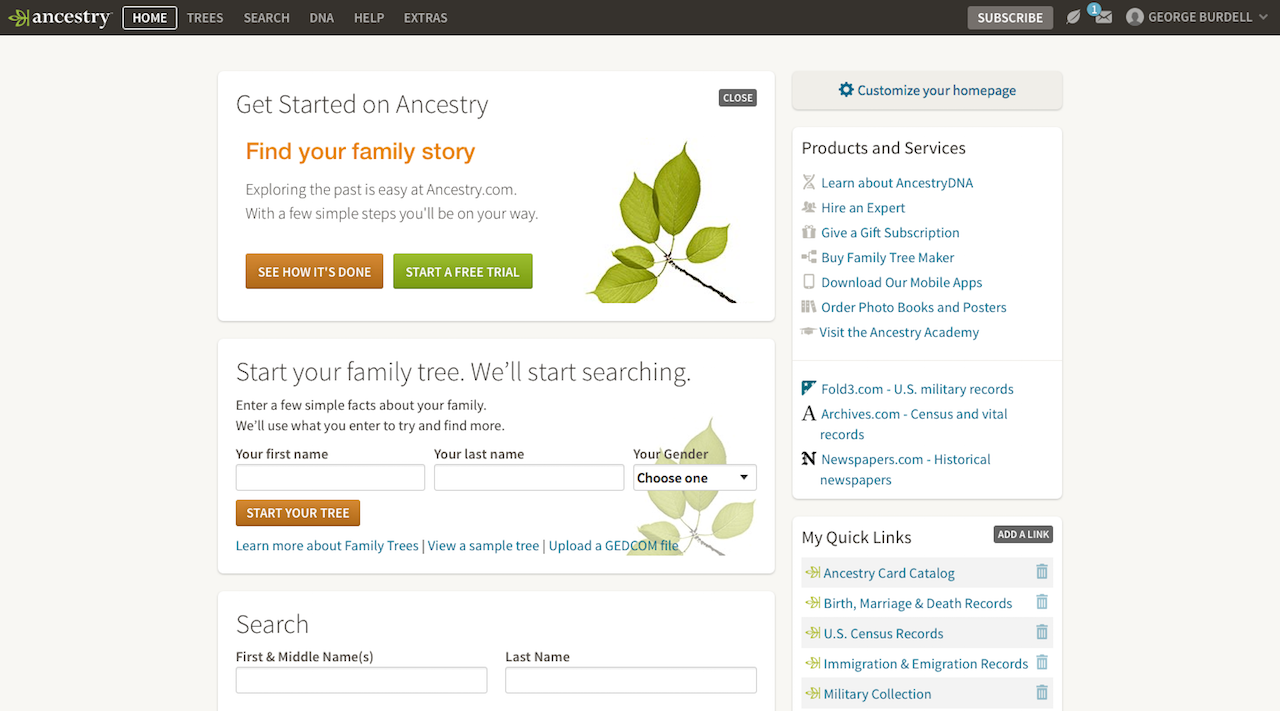 ancestry HOME TREES SEARCH DNA HELP EXTRAS SUBSCRIBE 1 GEORGE BURDELL
Get Started on Ancestry
CLOSE
Find your family story
Exploring the past is easy at Ancestry.com.
With a few simple steps you'll be on your way.
SEE HOW IT'S DONE START A FREE TRIAL
Start your family tree. We’ll start searching.
Enter a few simple facts about your family.
We’ll use what you enter to try and find more.
Your first name Your last name Your Gender
Choose one
START YOUR TREE
Learn more about Family Trees | View a sample tree | Upload a GEDCOM file
Search
First & Middle Name(s) Last Name
Customize your homepage
Products and Services
Learn about AncestryDNA
Hire an Expert
Give a Gift Subscription
Buy Family Tree Maker
Download Our Mobile Apps
Order Photo Books and Posters
Visit the Ancestry Academy
Fold3.com - U.S. military records
A Archives.com - Census and vital
records
N Newspapers.com - Historical
newspapers
My Quick Links
ADD A LINK
Ancestry Card Catalog
Birth, Marriage & Death Records
U.S. Census Records
Immigration & Emigration Records
Military Collection